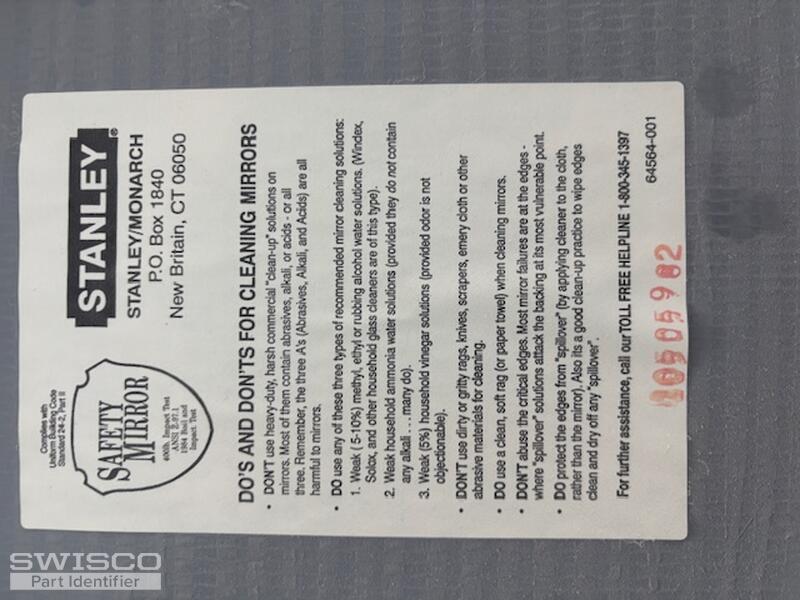 Complies with
Uniform Building Code
Standard 24-2, Part II
SAFETY
MIRROR
400lb. Impact Test
ANSI Z-97.1
1984 Boil and
Impact Test
STANLEY®
STANLEY/MONARCH
P.O. Box 1840
New Britain, CT 06050
DO'S AND DON'TS FOR CLEANING MIRRORS
• DON'T use heavy-duty, harsh commercial "clean-up" solutions on
mirrors. Most of them contain abrasives, alkali, or acids - or all
three. Remember, the three A's (Abrasives, Alkali, and Acids) are all
harmful to mirrors.
• DO use any of these three types of recommended mirror cleaning solutions:
1. Weak ( 5-10%) methyl, ethyl or rubbing alcohol water solutions. (Windex,
Solox, and other household glass cleaners are of this type).
2. Weak household ammonia water solutions (provided they do not contain
any alkali . . . many do).
3. Weak (5%) household vinegar solutions (provided odor is not
objectionable).
• DON'T use dirty or gritty rags, knives, scrapers, emery cloth or other
abrasive materials for cleaning.
• DO use a clean, soft rag (or paper towel) when cleaning mirrors.
• DON'T abuse the critical edges. Most mirror failures are at the edges -
where "spillover" solutions attack the backing at its most vulnerable point.
• DO protect the edges from "spillover" (by applying cleaner to the cloth,
rather than the mirror). Also its a good clean-up practice to wipe edges
clean and dry off any "spillover".
For further assistance, call our TOLL FREE HELPLINE 1-800-345-1397
64564-001
SWISCO
Part Identifier